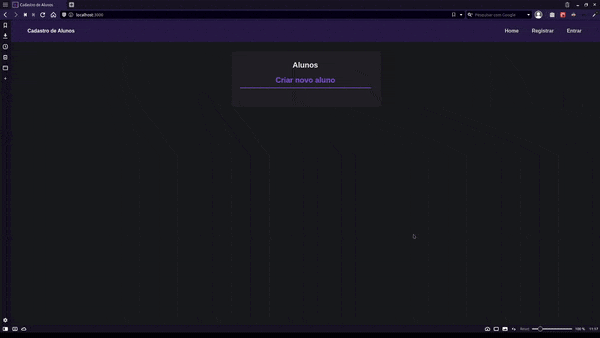 Cadastro de Alunos
localhost:3000
Pesquisar com Google
Cadastro de Alunos
Home
Registrar
Entrar
Alunos
Criar novo aluno
100 %